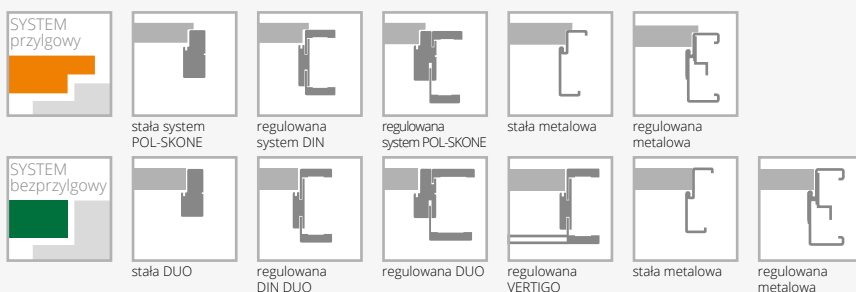 SYSTEM
przylgowy
stała system
POL-SKONE
regulowana
system DIN
regulowana
system POL-SKONE
stała metalowa
regulowana
metalowa
SYSTEM
bezprzylgowy
stała DUO
regulowana
DIN DUO
regulowana DUO
regulowana
VERTIGO
stała metalowa
regulowana
metalowa